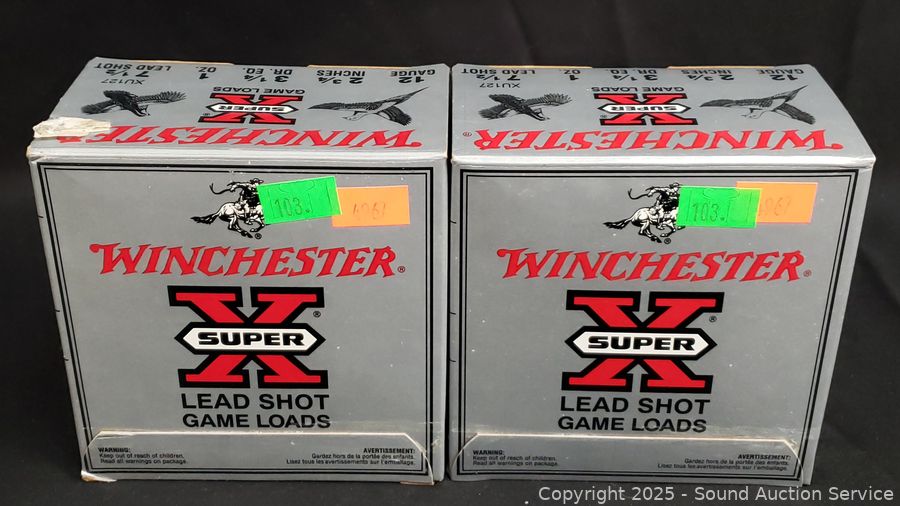 12 GAUGE
2 3/4 INCHES
3 1/4 DR. EQ.
1 OZ.
7 1/2 LEAD SHOT
XU127
GAME LOADS
X
SUPER
®
WINCHESTER
12 GAUGE
2 3/4
3 1/4 DR. EQ.
1 OZ.
7 1/2 LEAD SHOT
XU127
GAME LOADS
X
SUPER
®
WINCHESTER®
103.
4967
WINCHESTER®
X®
SUPER
LEAD SHOT
GAME LOADS
WARNING:
Keep out of reach of children.
Read all warnings on package.
AVERTISSEMENT:
Gardez hors de la portée des enfants.
Lisez tous les avertissements sur l'emballage.
103.
4967
WINCHESTER®
X®
SUPER
LEAD SHOT
GAME LOADS
WARNING:
Keep out of reach of children.
Read all warnings on package.
AVERTISSEMENT:
Gardez hors de la portée des enfants.
Lisez tous les avertissements sur l'emballage.
Copyright 2025 - Sound Auction Service